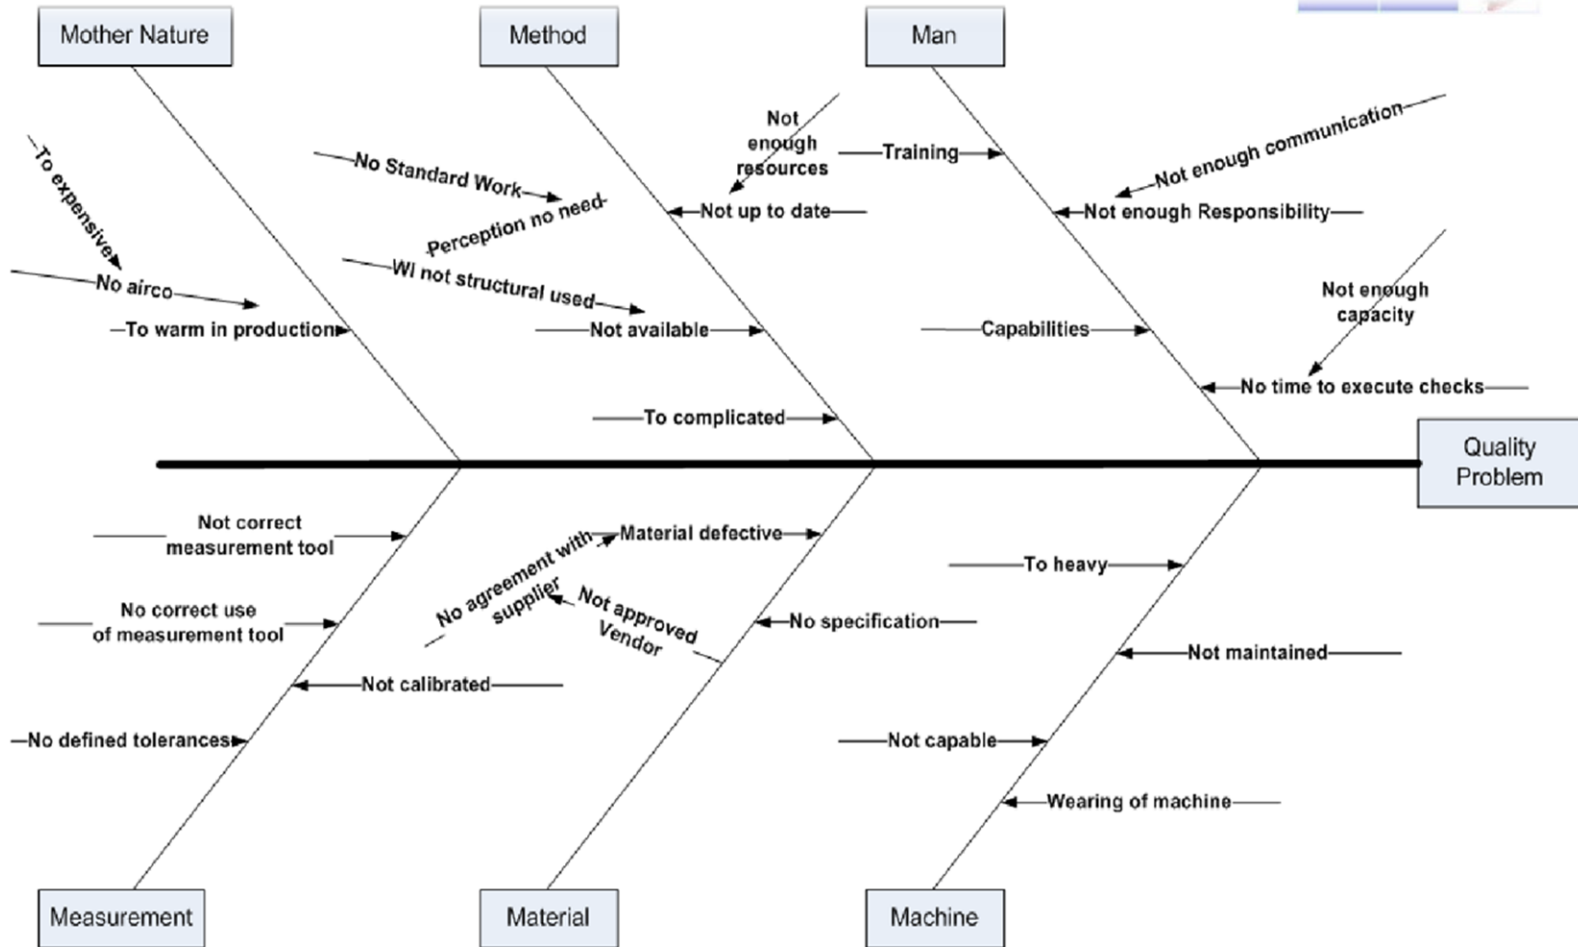 Mother Nature
Method
Man
Not
enough
resources
Not enough communication
To expensive
No Standard Work
Training
Perception no need
Not up to date
Not enough Responsibility
No airco
WI not structural used
Not enough
capacity
To warm in production
Not available
Capabilities
No time to execute checks
To complicated
Quality
Problem
Not correct
measurement tool
Material defective
No agreement with
supplier
To heavy
No correct use
of measurement tool
Not approved
Vendor
No specification
Not maintained
Not calibrated
No defined tolerances
Not capable
Wearing of machine
Measurement
Material
Machine